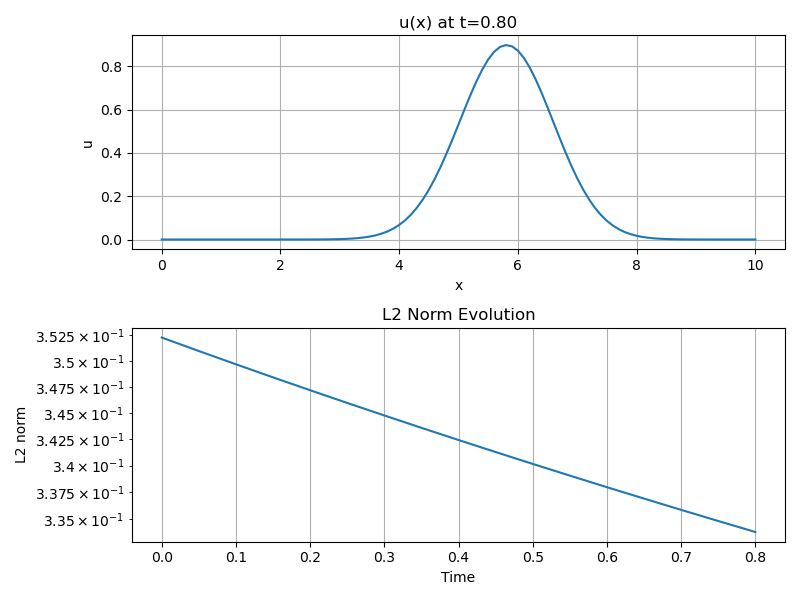 u(x) at t=0.80
0.8
0.6
0.4
0.2
0.0
u
0 2 4 6 8 10
x
L2 Norm Evolution
3.525 × 10⁻¹
3.5 × 10⁻¹
3.475 × 10⁻¹
3.45 × 10⁻¹
3.425 × 10⁻¹
3.4 × 10⁻¹
3.375 × 10⁻¹
3.35 × 10⁻¹
L2 norm
0.0 0.1 0.2 0.3 0.4 0.5 0.6 0.7 0.8
Time